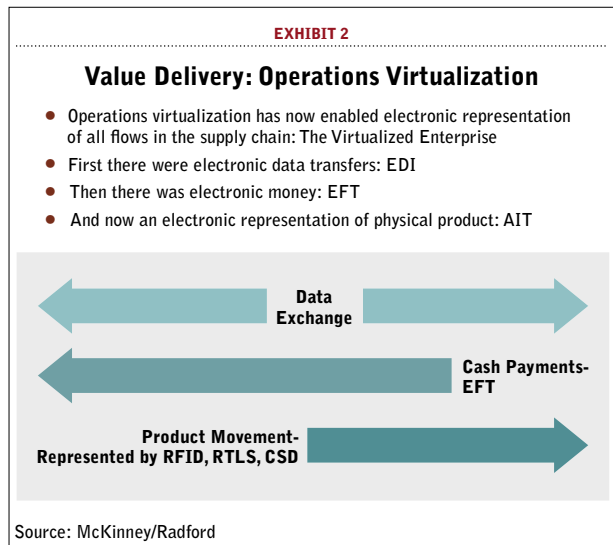 EXHIBIT 2
Value Delivery: Operations Virtualization
• Operations virtualization has now enabled electronic representation
of all flows in the supply chain: The Virtualized Enterprise
• First there were electronic data transfers: EDI
• Then there was electronic money: EFT
• And now an electronic representation of physical product: AIT
Data
Exchange
Cash Payments-
EFT
Product Movement-
Represented by RFID, RTLS, CSD
Source: McKinney/Radford